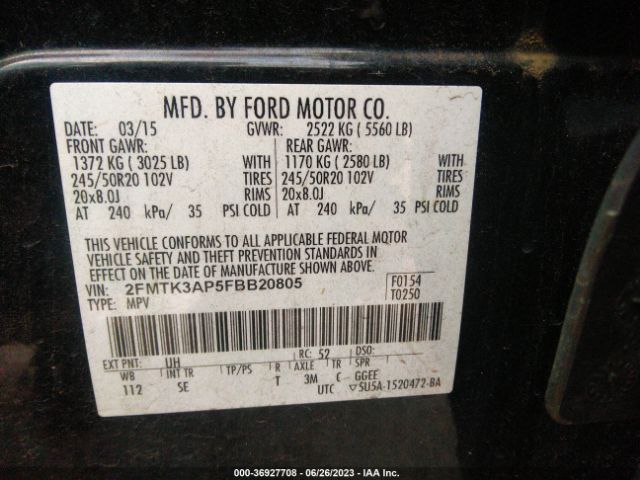 MFD. BY FORD MOTOR CO.
DATE: 03/15 GVWR: 2522 KG ( 5560 LB)
FRONT GAWR: REAR GAWR:
1372 KG ( 3025 LB) WITH 1170 KG ( 2580 LB) WITH
245/50R20 102V TIRES 245/50R20 102V TIRES
20x8.0J RIMS 20x8.0J RIMS
AT 240 kPa/ 35 PSI COLD AT 240 kPa/ 35 PSI COLD
THIS VEHICLE CONFORMS TO ALL APPLICABLE FEDERAL MOTOR
VEHICLE SAFETY AND THEFT PREVENTION STANDARDS IN
EFFECT ON THE DATE OF MANUFACTURE SHOWN ABOVE.
VIN: 2FMTK3AP5FBB20805 F0154
TYPE: MPV T0250
EXT PNT: UH RC: 52 DSO:
WB INT TR TP/PS R AXLE TR SPR
112 SE T 3M C GGEE
UTC ▽5U5A-1520472-BA
000-36927708 - 06/26/2023 - IAA Inc.